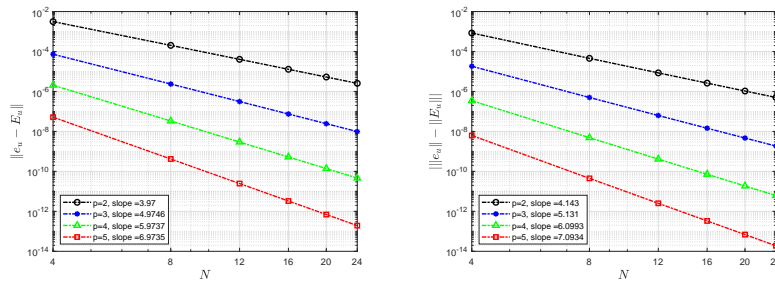 10^-2
10^-4
10^-6
10^-8
10^-10
10^-12
10^-14
‖e_u − E_u‖
p=2, slope =3.97
p=3, slope =4.9746
p=4, slope =5.9737
p=5, slope =6.9735
4 8 12 16 20 24
N
10^-2
10^-4
10^-6
10^-8
10^-10
10^-12
10^-14
|‖e_u‖ − ‖E_u‖|
p=2, slope =4.143
p=3, slope =5.131
p=4, slope =6.0993
p=5, slope =7.0934
4 8 12 16 20 2
N